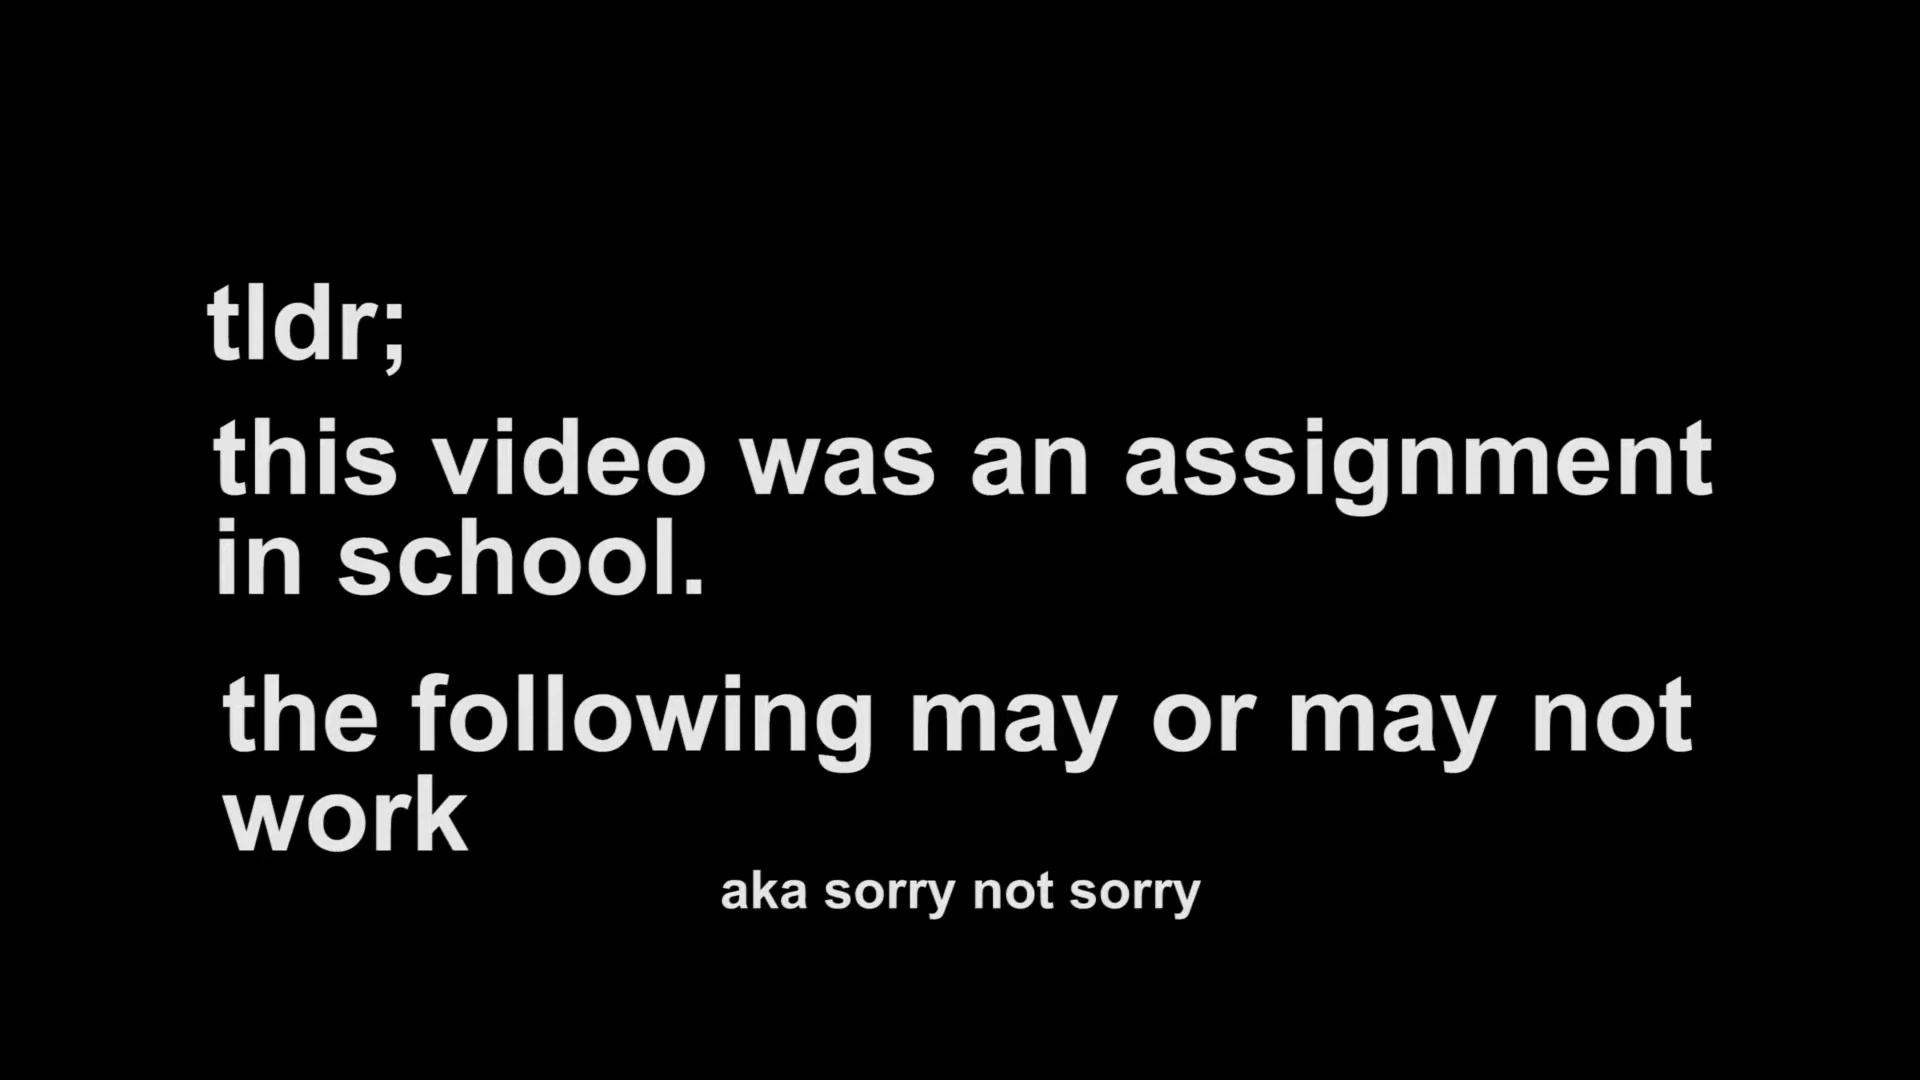 tldr;
this video was an assignment
in school.
the following may or may not
work
aka sorry not sorry